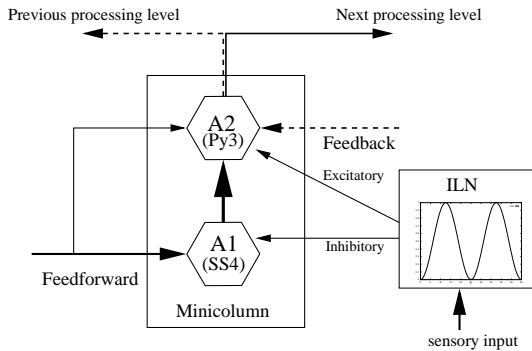 Previous processing level
Next processing level
A2
(Py3)
Feedback
Excitatory
ILN
A1
(SS4)
Inhibitory
Feedforward
Minicolumn
sensory input